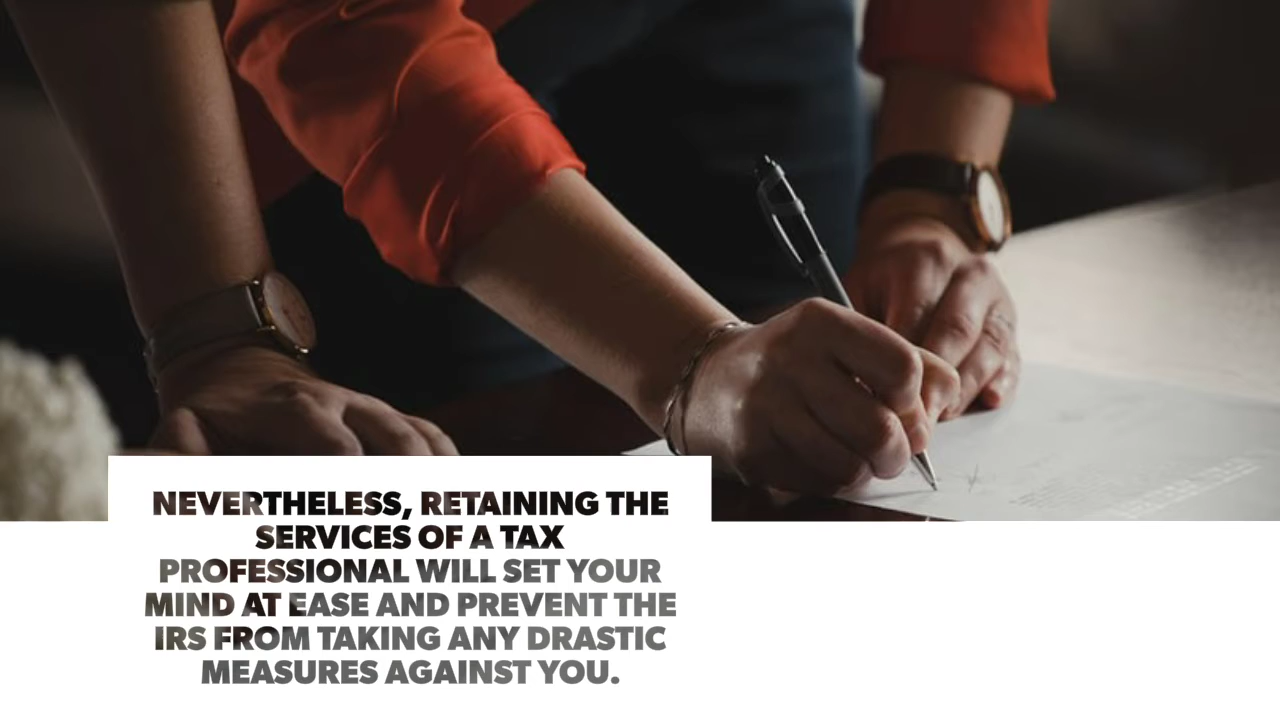 NEVERTHELESS, RETAINING THE
SERVICES OF A TAX
PROFESSIONAL WILL SET YOUR
MIND AT EASE AND PREVENT THE
IRS FROM TAKING ANY DRASTIC
MEASURES AGAINST YOU.